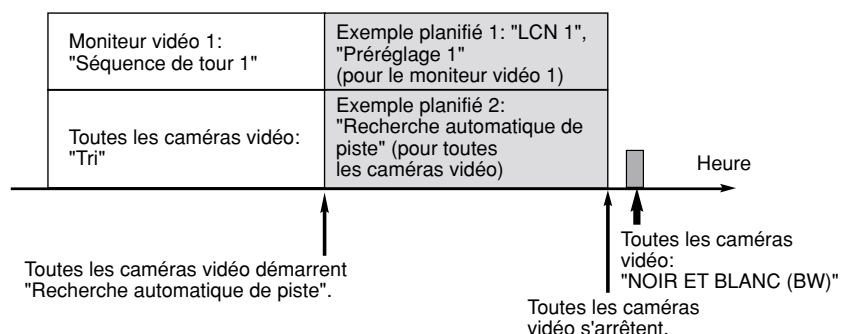 Moniteur vidéo 1:
"Séquence de tour 1"
Exemple planifié 1: "LCN 1",
"Préréglage 1"
(pour le moniteur vidéo 1)
Toutes les caméras vidéo:
"Tri"
Exemple planifié 2:
"Recherche automatique de
piste" (pour toutes
les caméras vidéo)
Heure
Toutes les caméras vidéo démarrent
"Recherche automatique de piste".
Toutes les caméras
vidéo:
"NOIR ET BLANC (BW)"
Toutes les caméras
vidéo s'arrêtent.